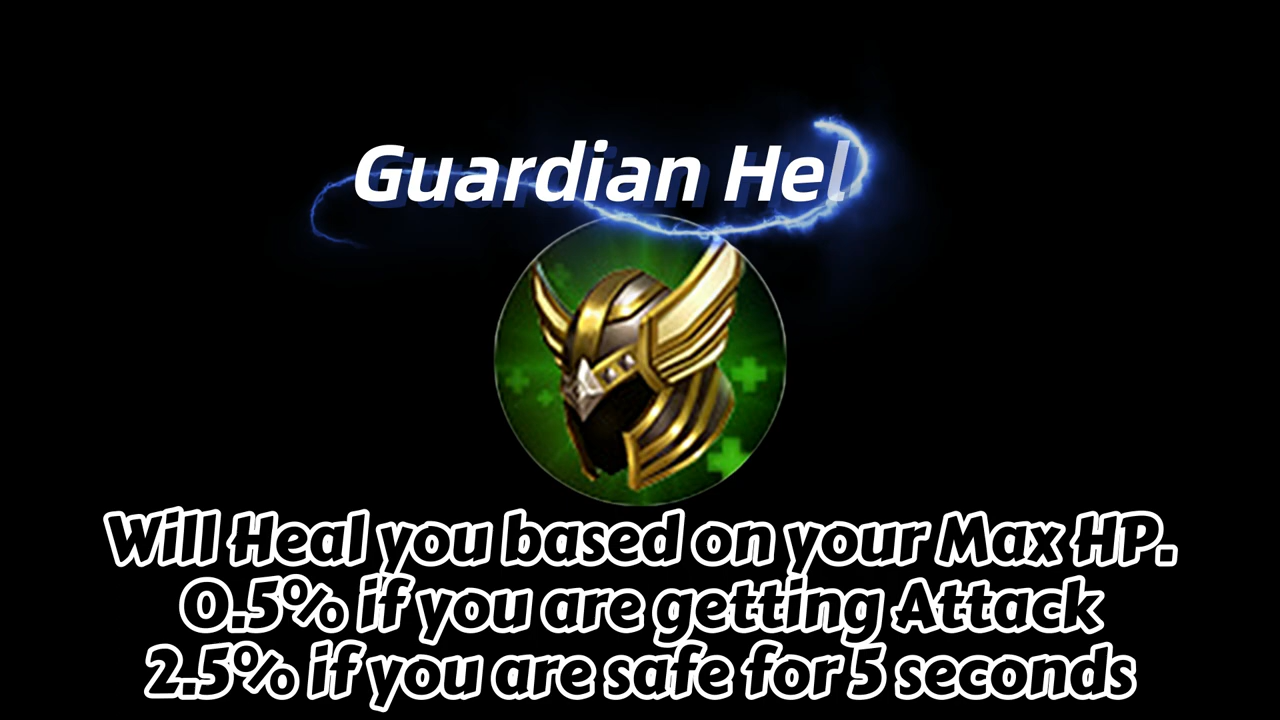 Guardian Hel
Will Heal you based on your Max HP.
0.5% if you are getting Attack
2.5% if you are safe for 5 seconds